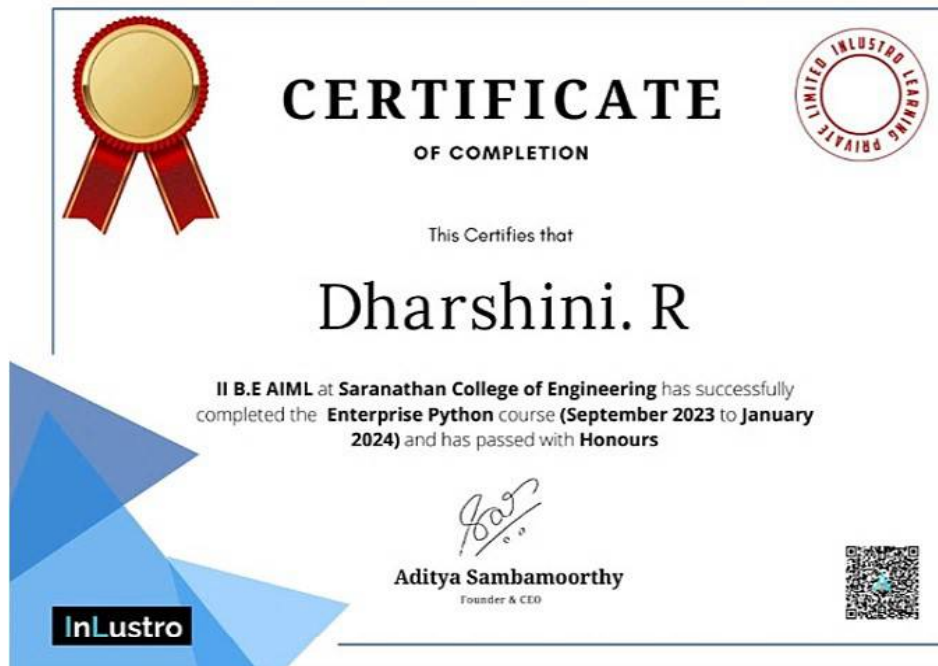 CERTIFICATE
OF COMPLETION
INLUSTRO LEARNING PRIVATE LIMITED
This Certifies that
Dharshini. R
II B.E AIML at Saranathan College of Engineering has successfully
completed the Enterprise Python course (September 2023 to January
2024) and has passed with Honours
Aditya Sambamoorthy
Founder & CEO
InLustro